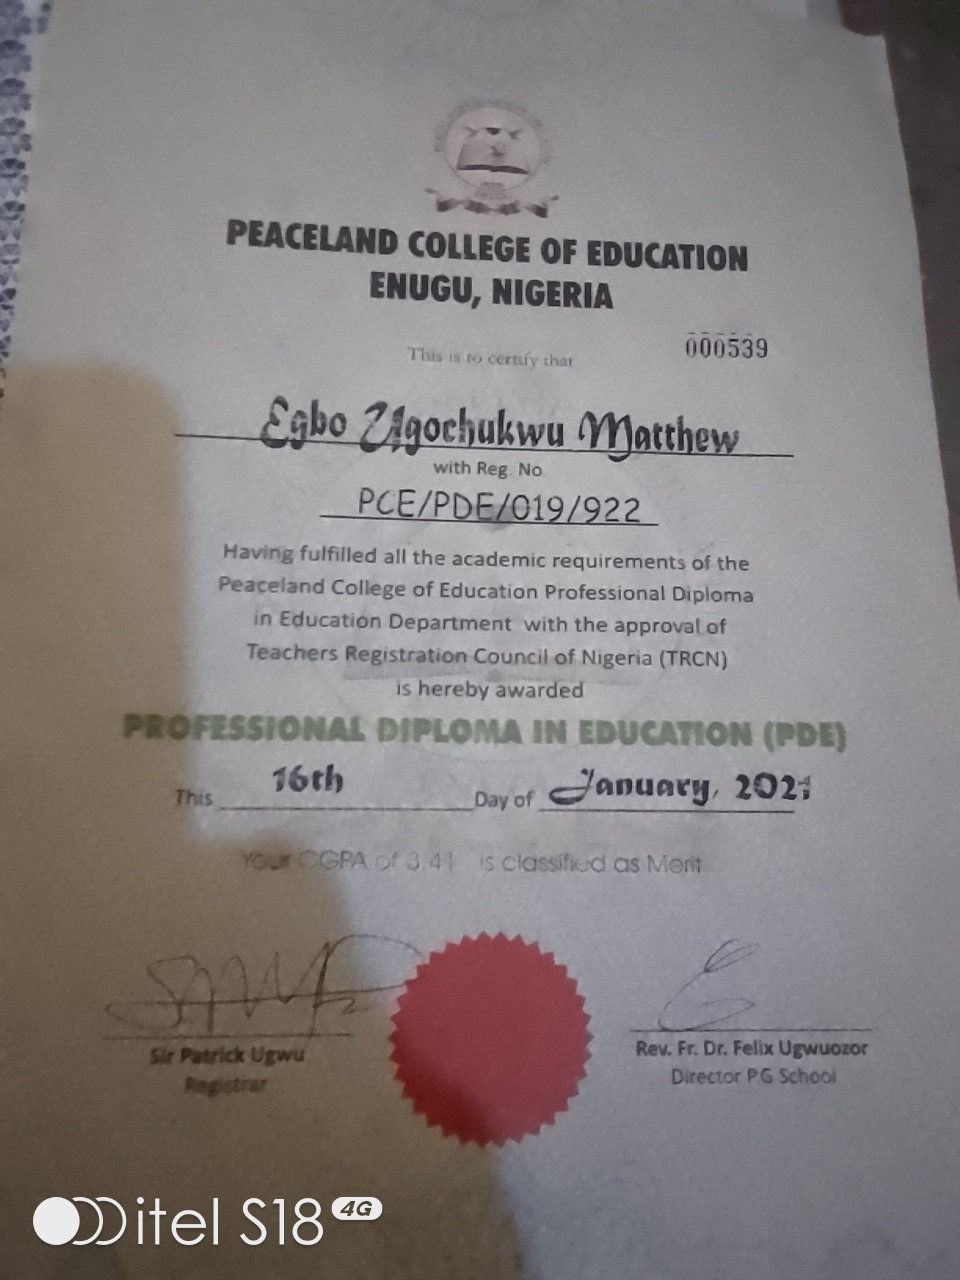 PEACELAND COLLEGE OF EDUCATION
ENUGU, NIGERIA
000539
This is to certify that
Egbo Ugochukwu Matthew
with Reg. No
PCE/PDE/019/922
Having fulfilled all the academic requirements of the
Peaceland College of Education Professional Diploma
in Education Department with the approval of
Teachers Registration Council of Nigeria (TRCN)
is hereby awarded
PROFESSIONAL DIPLOMA IN EDUCATION (PDE)
This 16th Day of January, 2021
Your CGPA of 3.41 is classified as Merit
Sir Patrick Ugwu
Registrar
Rev. Fr. Dr. Felix Ugwuozor
Director PG School
itel S18 4G